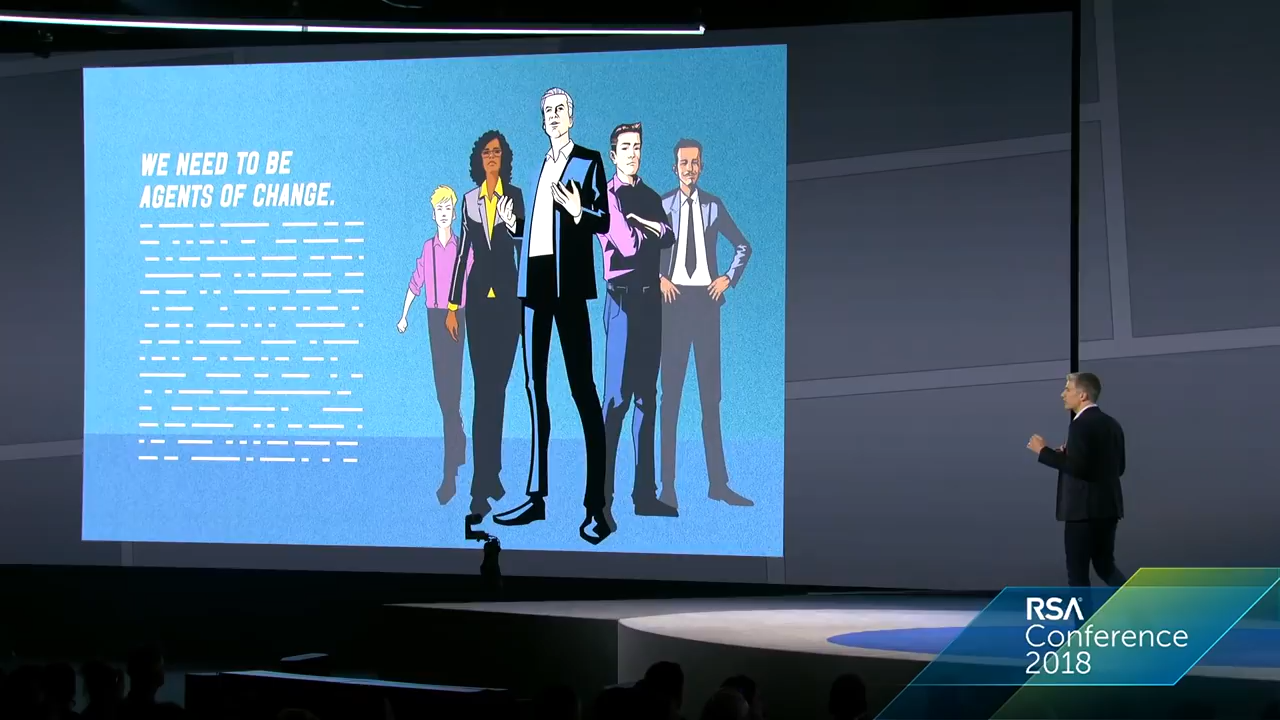 WE NEED TO BE
AGENTS OF CHANGE.
RSA
Conference
2018